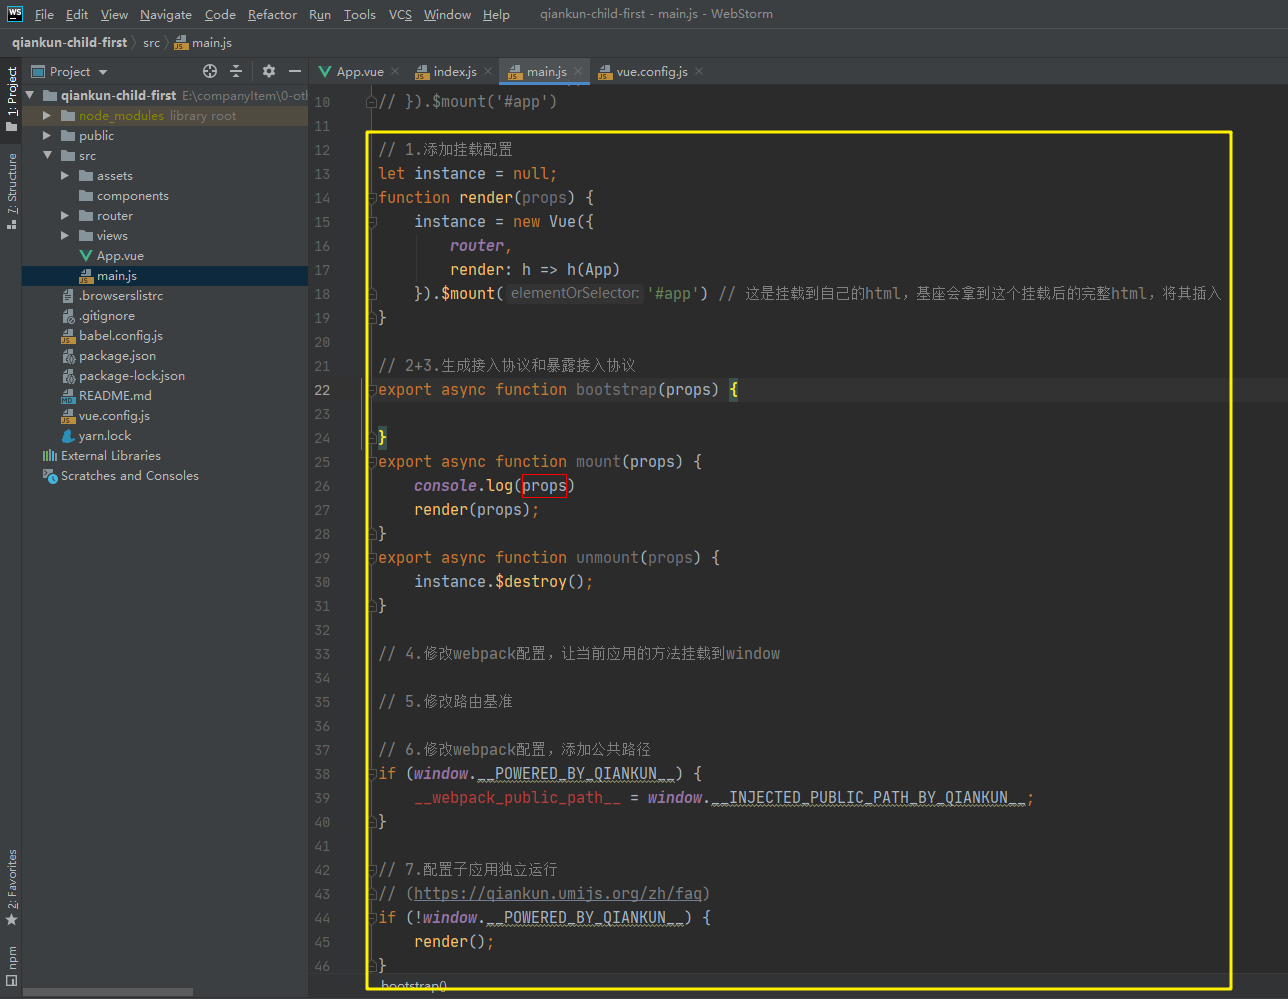 WS File Edit View Navigate Code Refactor Run Tools VCS Window Help qiankun-child-first - main.js - WebStorm
qiankun-child-first src main.js
1: Project
7: Structure
2: Favorites
npm
Project
qiankun-child-first E:\companyItem\0-oth
node_modules library root
public
src
assets
components
router
views
App.vue
main.js
.browserslistrc
.gitignore
babel.config.js
package.json
package-lock.json
README.md
vue.config.js
yarn.lock
External Libraries
Scratches and Consoles
App.vue index.js main.js vue.config.js
10 // }).$mount('#app')
11
12 // 1.添加挂载配置
13 let instance = null;
14 function render(props) {
15 instance = new Vue({
16 router,
17 render: h => h(App)
18 }).$mount( elementOrSelector: '#app') // 这是挂载到自己的html，基座会拿到这个挂载后的完整html，将其插入
19 }
20
21 // 2+3.生成接入协议和暴露接入协议
22 export async function bootstrap(props) {
23
24 }
25 export async function mount(props) {
26 console.log(props)
27 render(props);
28 }
29 export async function unmount(props) {
30 instance.$destroy();
31 }
32
33 // 4.修改webpack配置，让当前应用的方法挂载到window
34
35 // 5.修改路由基准
36
37 // 6.修改webpack配置，添加公共路径
38 if (window.__POWERED_BY_QIANKUN__) {
39 __webpack_public_path__ = window.__INJECTED_PUBLIC_PATH_BY_QIANKUN__;
40 }
41
42 // 7.配置子应用独立运行
43 // (https://qiankun.umijs.org/zh/faq)
44 if (!window.__POWERED_BY_QIANKUN__) {
45 render();
46 }
bootstrap()